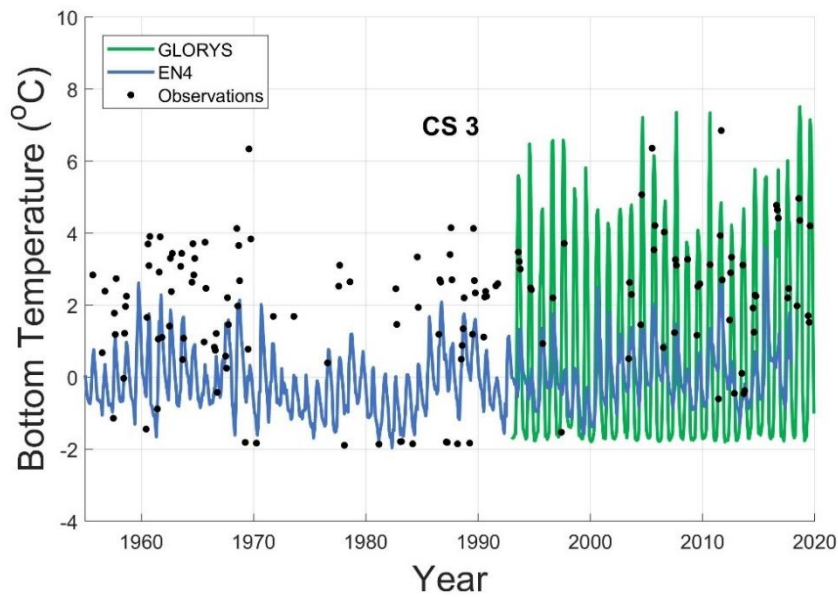 10
GLORYS
EN4
Observations
8
CS 3
6
4
2
0
-2
-4
Bottom Temperature (°C)
1960 1970 1980 1990 2000 2010 2020
Year